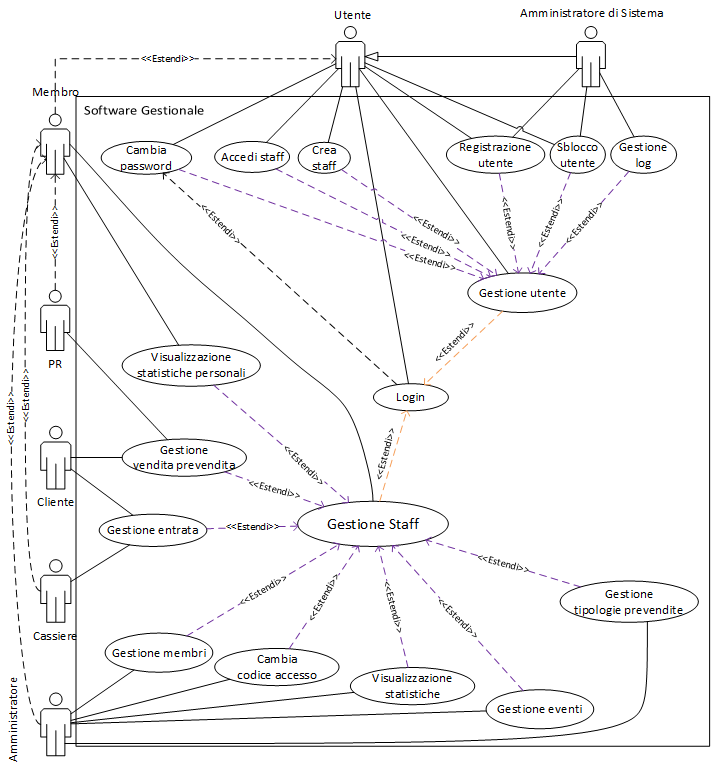 Utente
Amministratore di Sistema
<<Estendi>>
Membro
Software Gestionale
Cambia
password
Accedi staff
Crea
staff
Registrazione
utente
Sblocco
utente
Gestione
log
<<Estendi>>
<<Estendi>>
<<Estendi>>
<<Estendi>>
<<Estendi>>
<<Estendi>>
<<Estendi>>
<<Estendi>>
Gestione utente
PR
<<Estendi>>
Visualizzazione
statistiche personali
Login
<<Estendi>>
<<Estendi>>
<<Estendi>>
<<Estendi>>
Gestione
vendita prevendita
<<Estendi>>
Cliente
Gestione entrata
<<Estendi>>
Gestione Staff
<<Estendi>>
Gestione
tipologie prevendite
<<Estendi>>
<<Estendi>>
<<Estendi>>
<<Estendi>>
Cassiere
Gestione membri
Cambia
codice accesso
Visualizzazione
statistiche
Gestione eventi
Amministratore